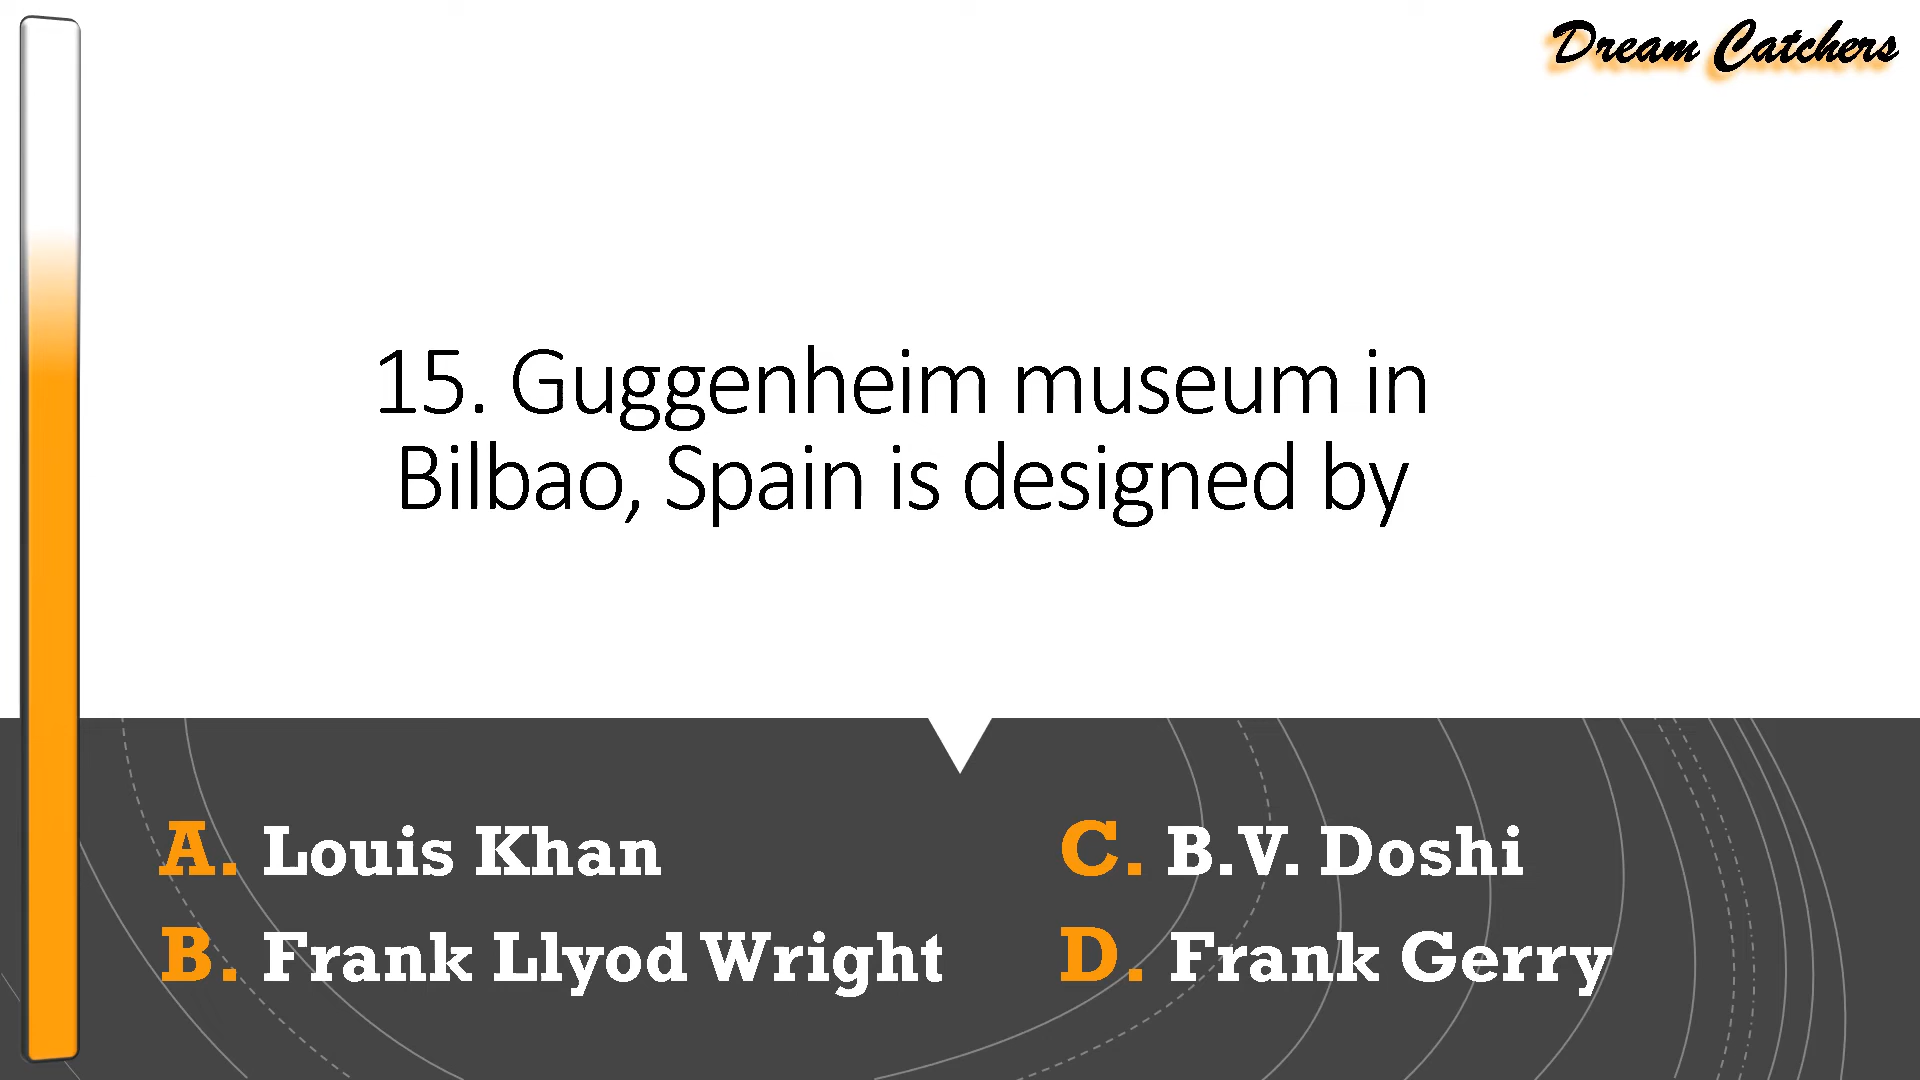 Dream Catchers
15. Guggenheim museum in
Bilbao, Spain is designed by
A. Louis Khan
B. Frank Llyod Wright
C. B.V. Doshi
D. Frank Gerry